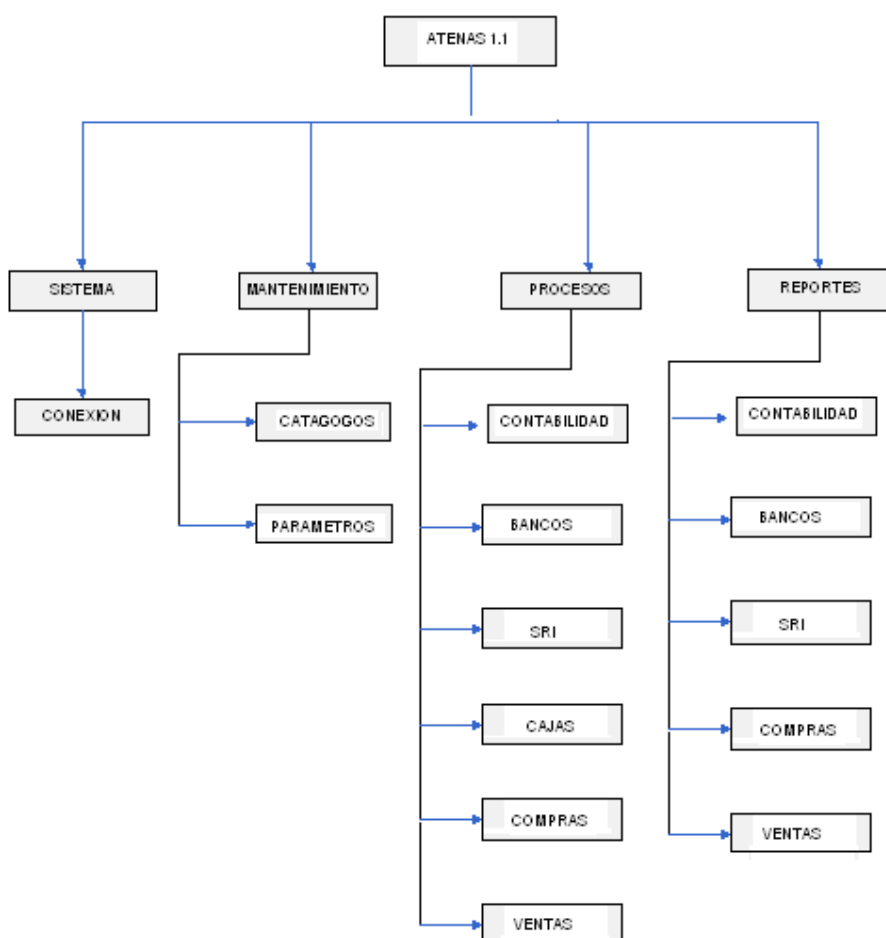 ATENAS 1.1
SISTEMA
MANTENIMIENTO
PROCESOS
REPORTES
CONEXION
CATAGOGOS
PARAMETROS
CONTABILIDAD
BANCOS
SRI
CAJAS
COMPRAS
VENTAS
CONTABILIDAD
BANCOS
SRI
COMPRAS
VENTAS